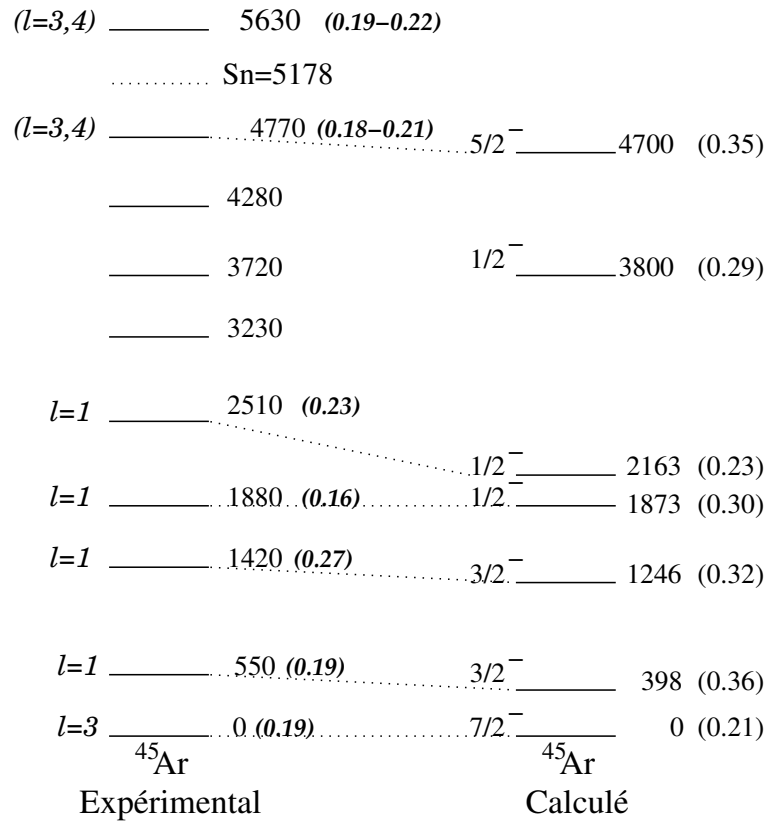 (l=3,4) 5630 (0.19–0.22)
Sn=5178
(l=3,4) 4770 (0.18–0.21) 5/2⁻ 4700 (0.35)
4280
3720 1/2⁻ 3800 (0.29)
3230
l=1 2510 (0.23)
1/2⁻ 2163 (0.23)
l=1 1880 (0.16) 1/2⁻ 1873 (0.30)
l=1 1420 (0.27) 3/2⁻ 1246 (0.32)
l=1 550 (0.19) 3/2⁻ 398 (0.36)
l=3 0 (0.19) 7/2⁻ 0 (0.21)
⁴⁵Ar ⁴⁵Ar
Expérimental Calculé